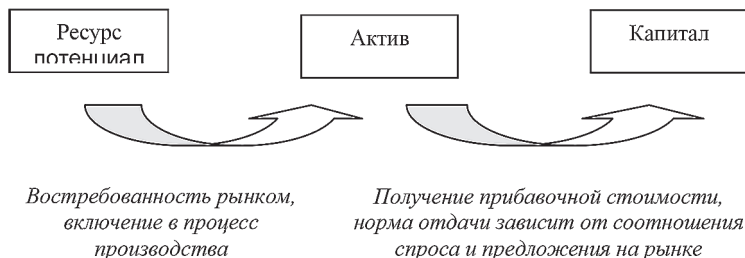 Ресурс
потенциал
Актив
Капитал
Востребованность рынком,
включение в процесс
производства
Получение прибавочной стоимости,
норма отдачи зависит от соотношения
спроса и предложения на рынке